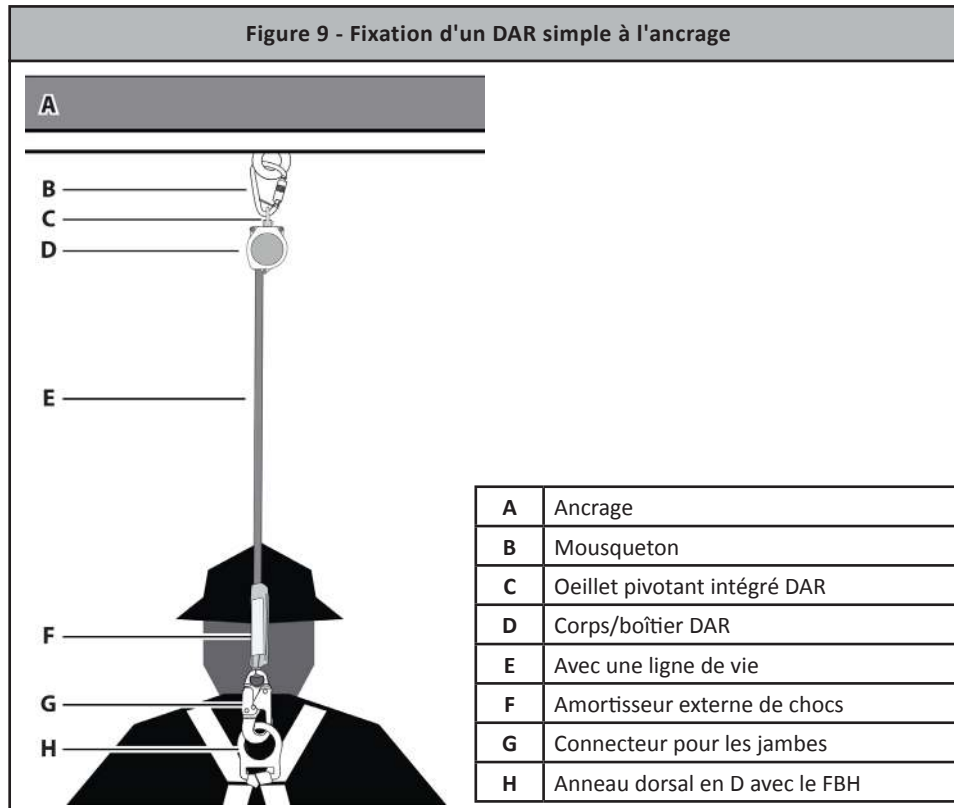 Figure 9 - Fixation d'un DAR simple à l'ancrage
A
B
C
D
E
F
G
H
A Ancrage
B Mousqueton
C Oeillet pivotant intégré DAR
D Corps/boîtier DAR
E Avec une ligne de vie
F Amortisseur externe de chocs
G Connecteur pour les jambes
H Anneau dorsal en D avec le FBH